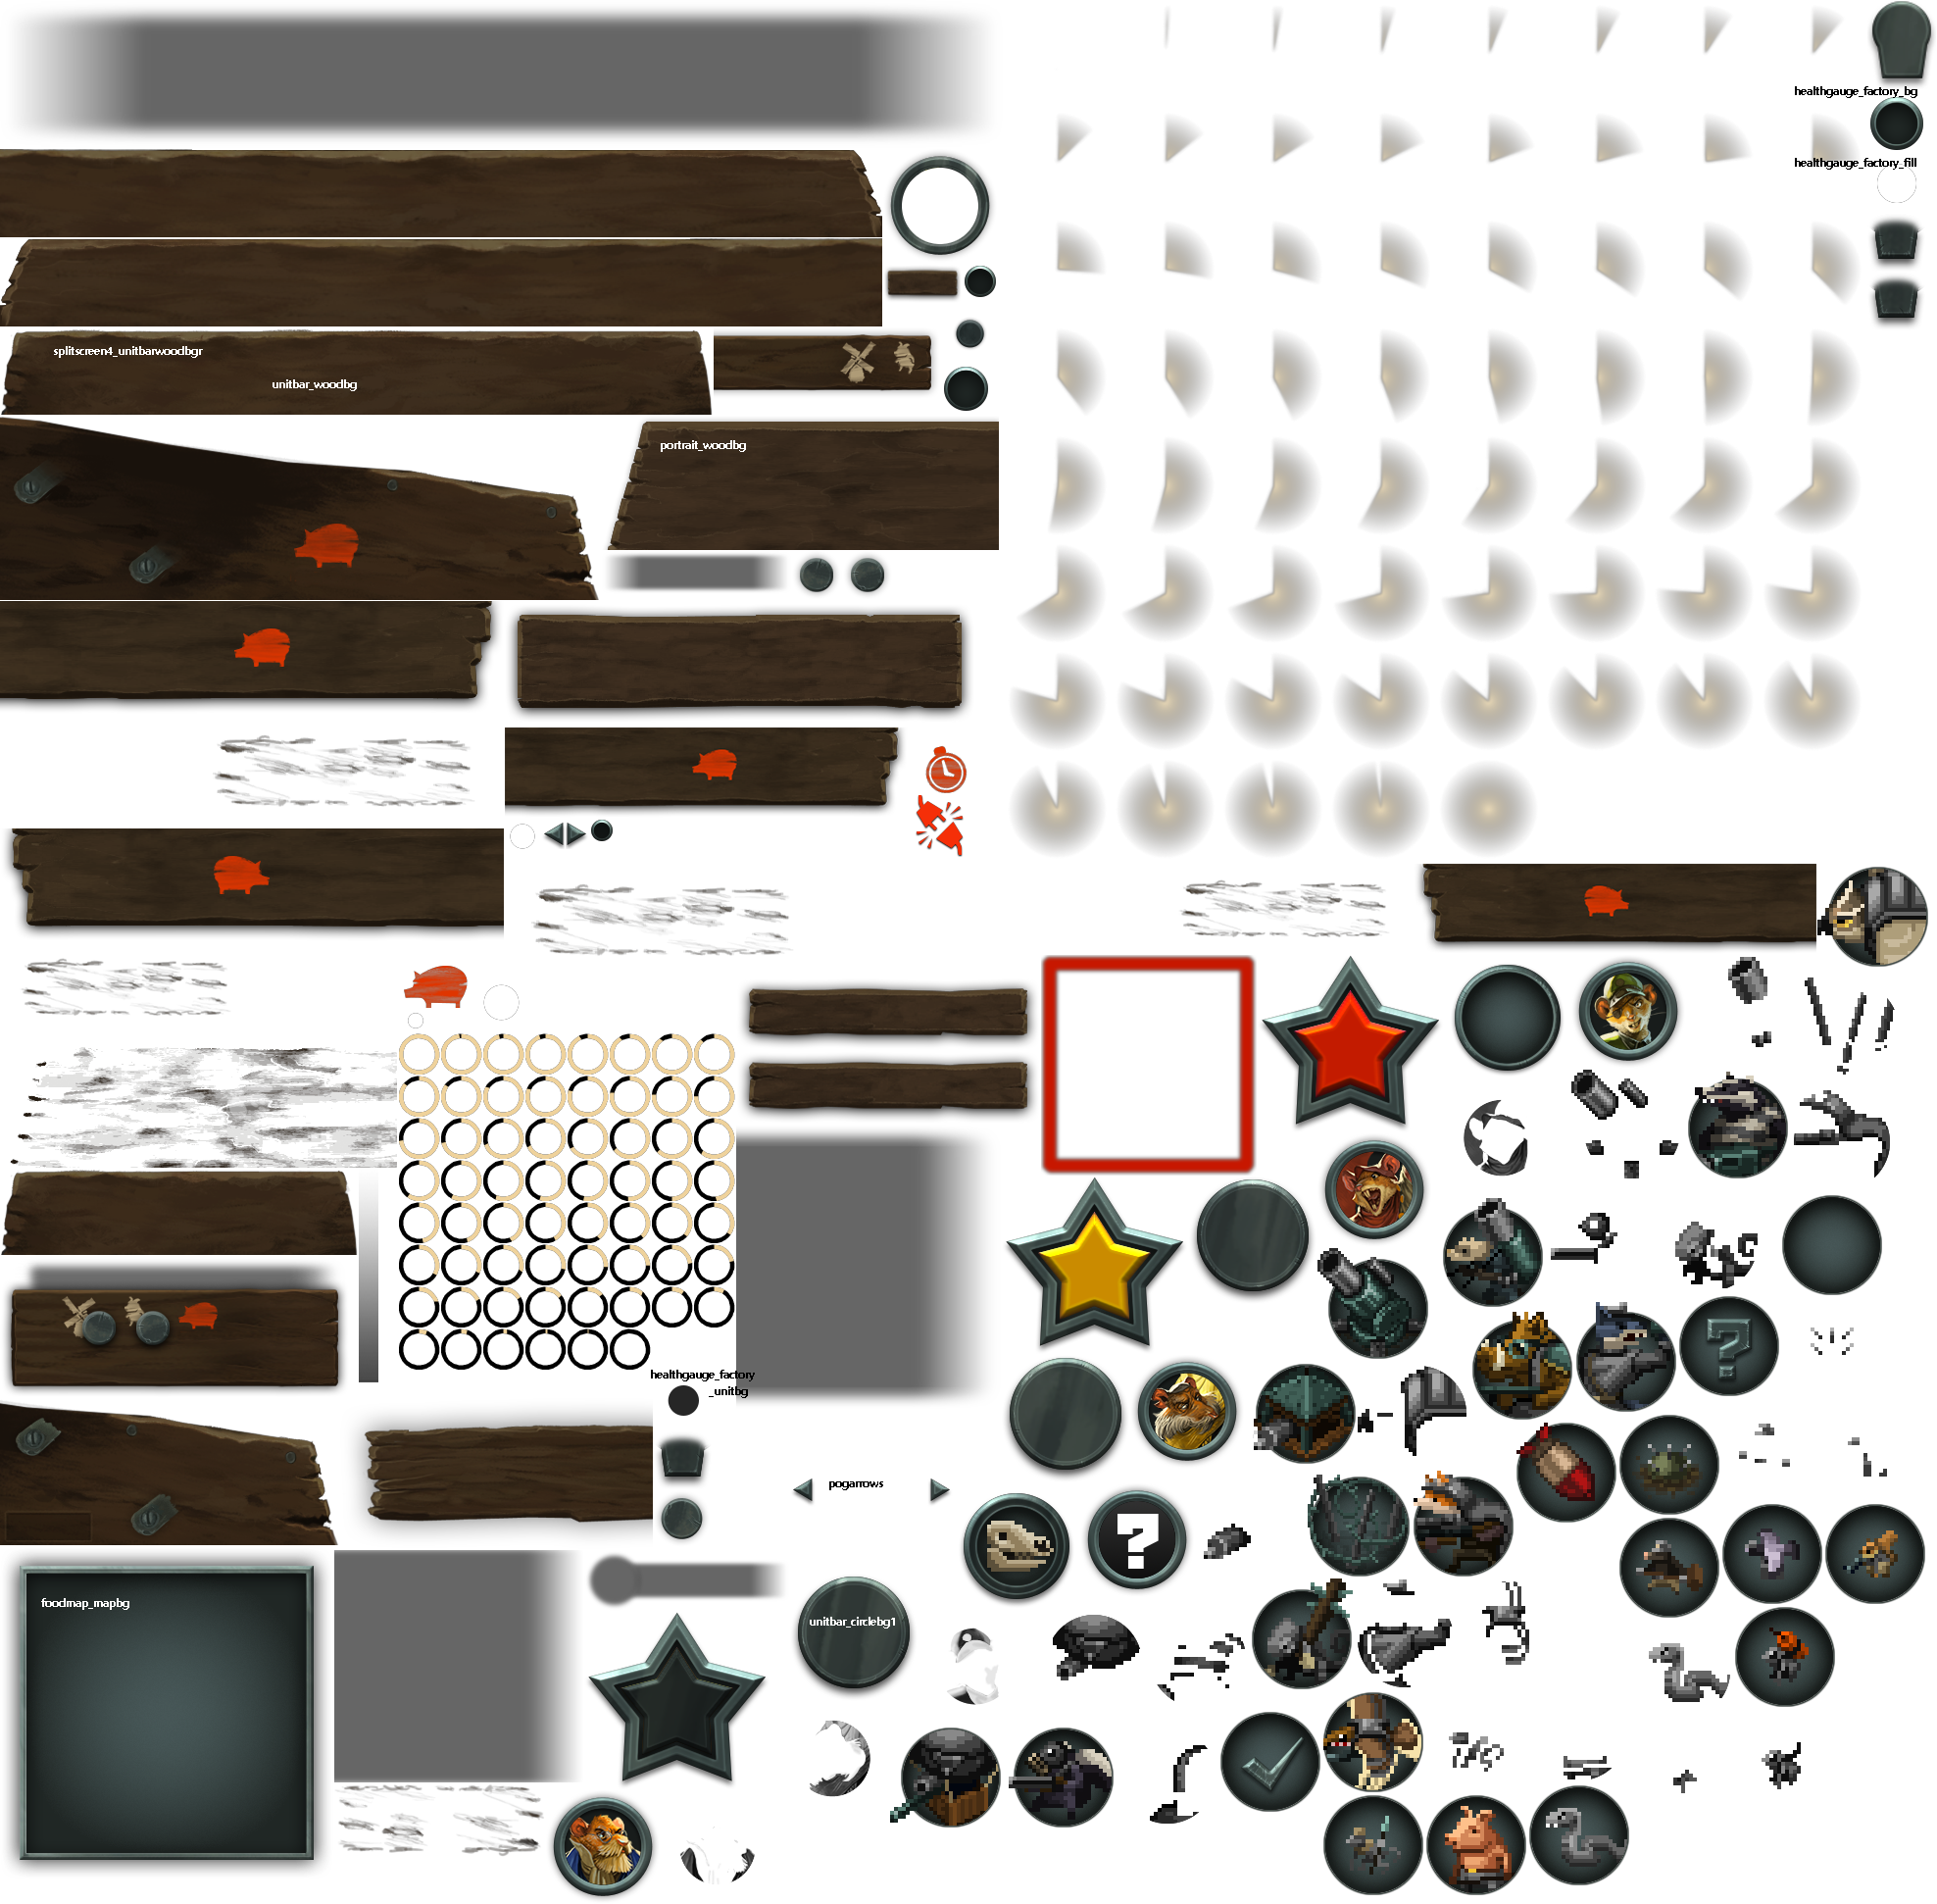 healthgauge_factory_bg
healthgauge_factory_fill
splitscreen4_unitbarwoodbgr
unitbar_woodbg
portrait_woodbg
?
healthgauge_factory
_unitbg
pogarrows
?
foodmap_mapbg
unitbar_circlebg1